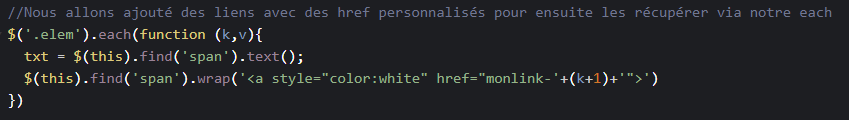 //Nous allons ajouté des liens avec des href personnalisés pour ensuite les récupérer via notre each
$('.elem').each(function (k,v){
  txt = $(this).find('span').text();
  $(this).find('span').wrap('<a style="color:white" href="monlink-'+(k+1)+'">')
})